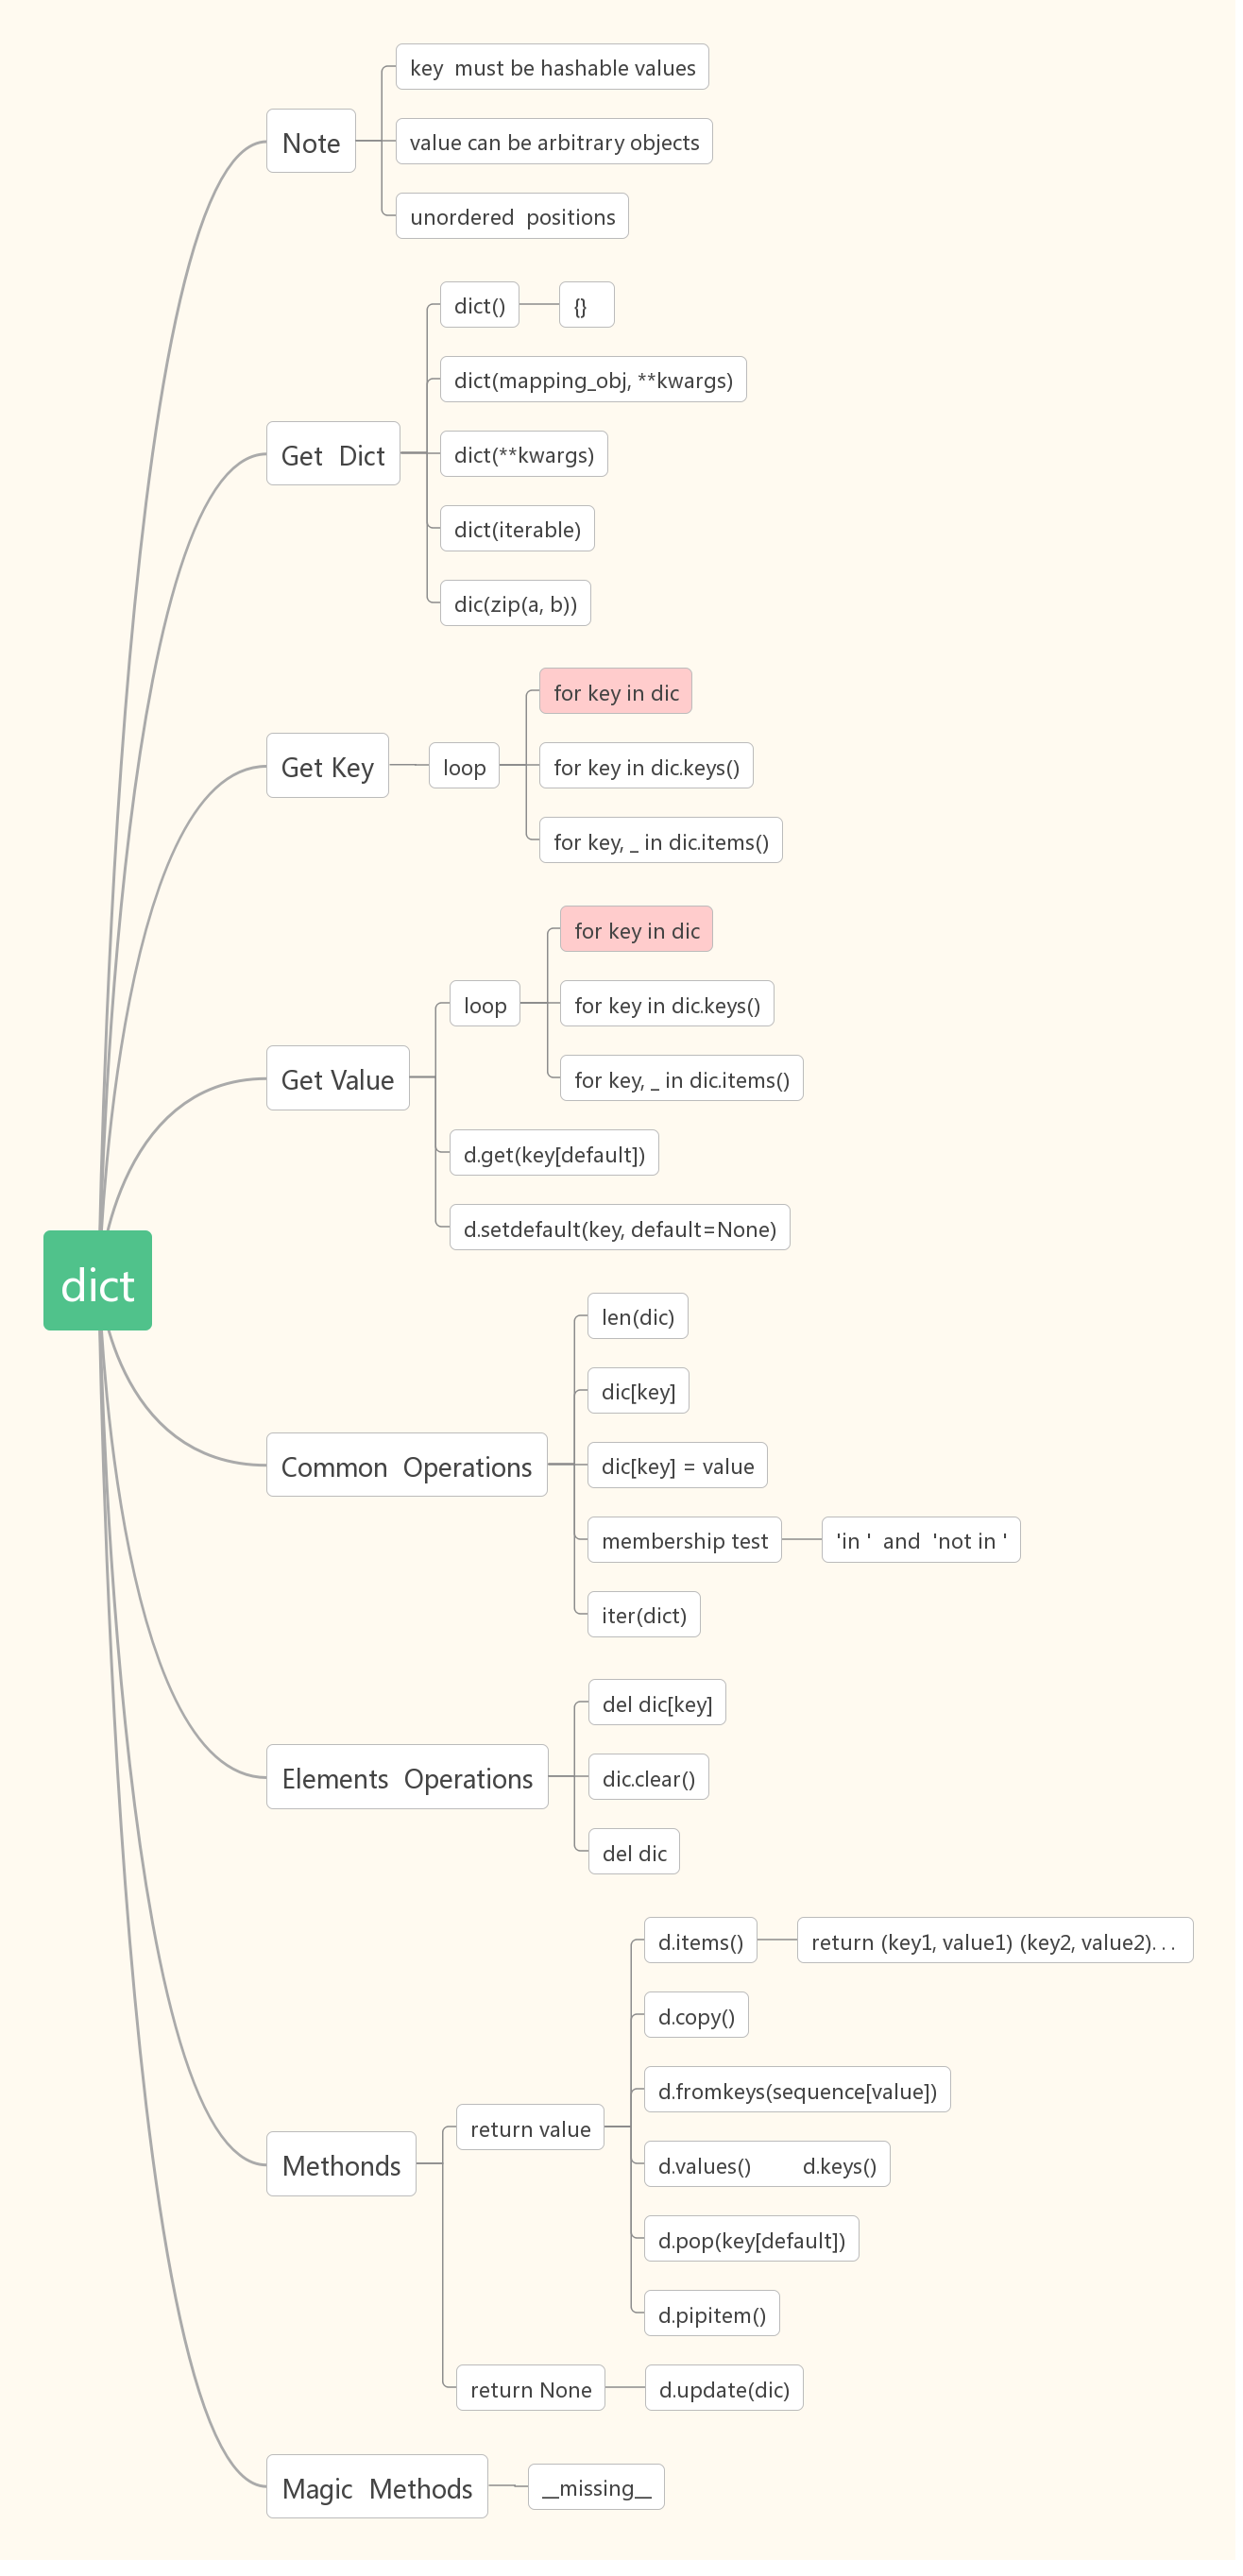 dict
Note
key  must be hashable values
value can be arbitrary objects
unordered  positions
Get  Dict
dict()
{}
dict(mapping_obj, **kwargs)
dict(**kwargs)
dict(iterable)
dic(zip(a, b))
Get Key
loop
for key in dic
for key in dic.keys()
for key, _ in dic.items()
Get Value
loop
for key in dic
for key in dic.keys()
for key, _ in dic.items()
d.get(key[default])
d.setdefault(key, default=None)
Common  Operations
len(dic)
dic[key]
dic[key] = value
membership test
'in '  and  'not in '
iter(dict)
Elements  Operations
del dic[key]
dic.clear()
del dic
Methonds
return value
d.items()
return (key1, value1) (key2, value2)...
d.copy()
d.fromkeys(sequence[value])
d.values()        d.keys()
d.pop(key[default])
d.pipitem()
return None
d.update(dic)
Magic  Methods
__missing__